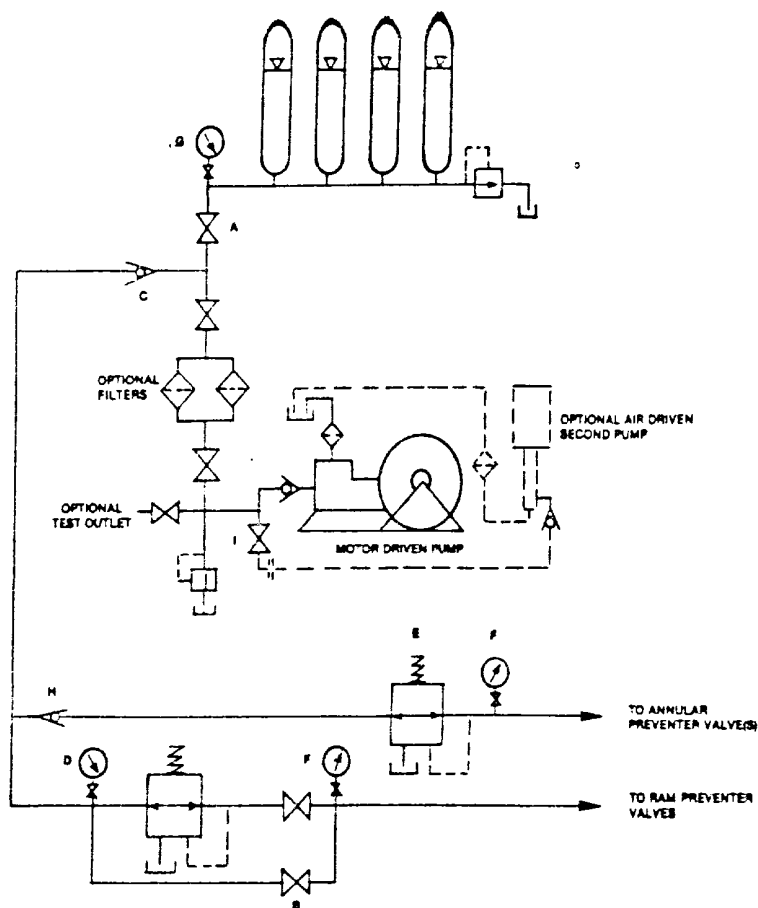 G
A
C
OPTIONAL
FILTERS
OPTIONAL AIR DRIVEN
SECOND PUMP
OPTIONAL
TEST OUTLET
I
MOTOR DRIVEN PUMP
E
F
H
TO ANNULAR
PREVENTER VALVE(S)
D
F
TO RAM PREVENTER
VALVES
B